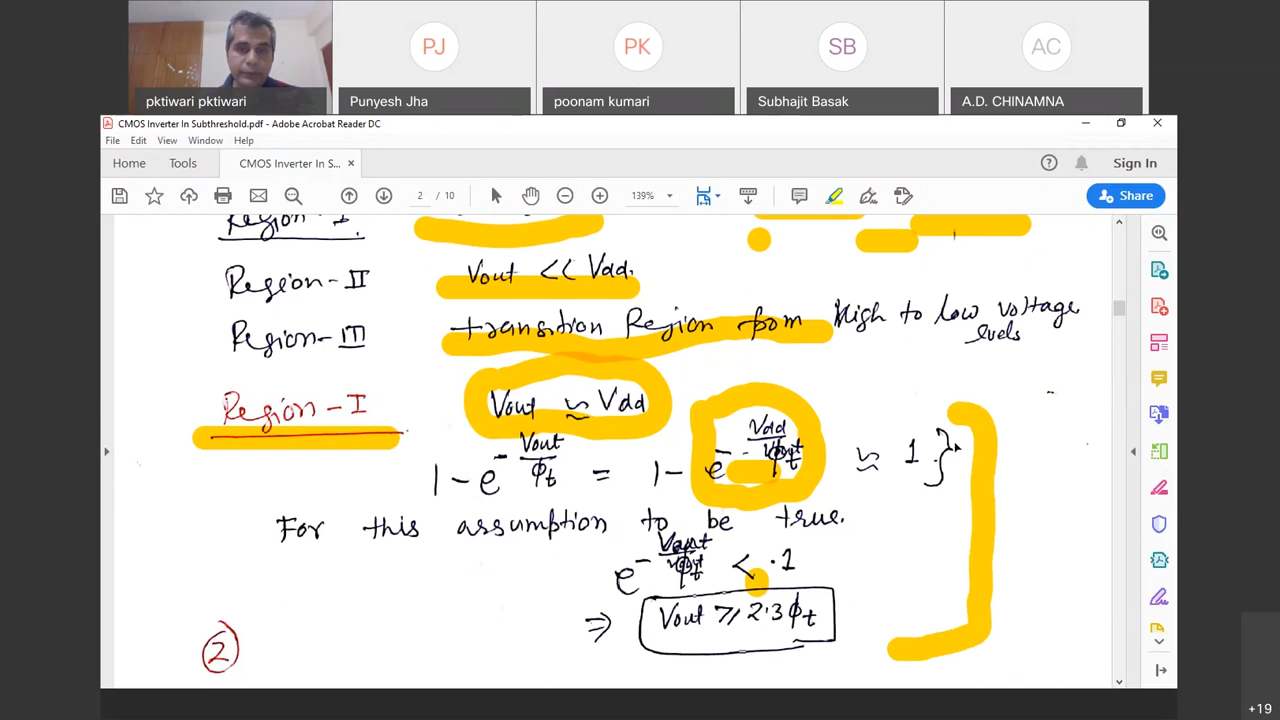 PJ
PK
SB
AC
pktiwari pktiwari
Punyesh Jha
poonam kumari
Subhajit Basak
A.D. CHINAMNA
CMOS Inverter In Subthreshold.pdf - Adobe Acrobat Reader DC
File Edit View Window Help
Home Tools CMOS Inverter In S... × Sign In
2 / 10 139% Share
Region - I.
Region - II Vout << Vdd.
Region - III transition Region from High to low voltage levels
Region - I Vout ≈ Vdd
1 - e^-Vout/φt = 1 - e^-Vdd/φt ≈ 1 }
For this assumption to be true.
e^-Vout/φt < .1
⇒ Vout ⩾ 2.3 φt
2
+19